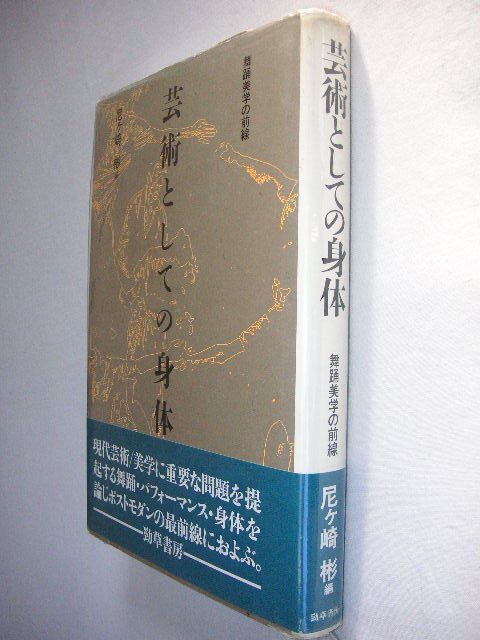 舞踊美学の前線
芸術としての身体
尼ヶ崎 彬 編
現代芸術/美学に重要な問題を提
起する舞踊・パフォーマンス・身体を
論じポストモダンの最前線におよぶ。
勁草書房
芸術としての身体
舞踊美学の前線
尼ヶ崎 彬 編
勁草書房